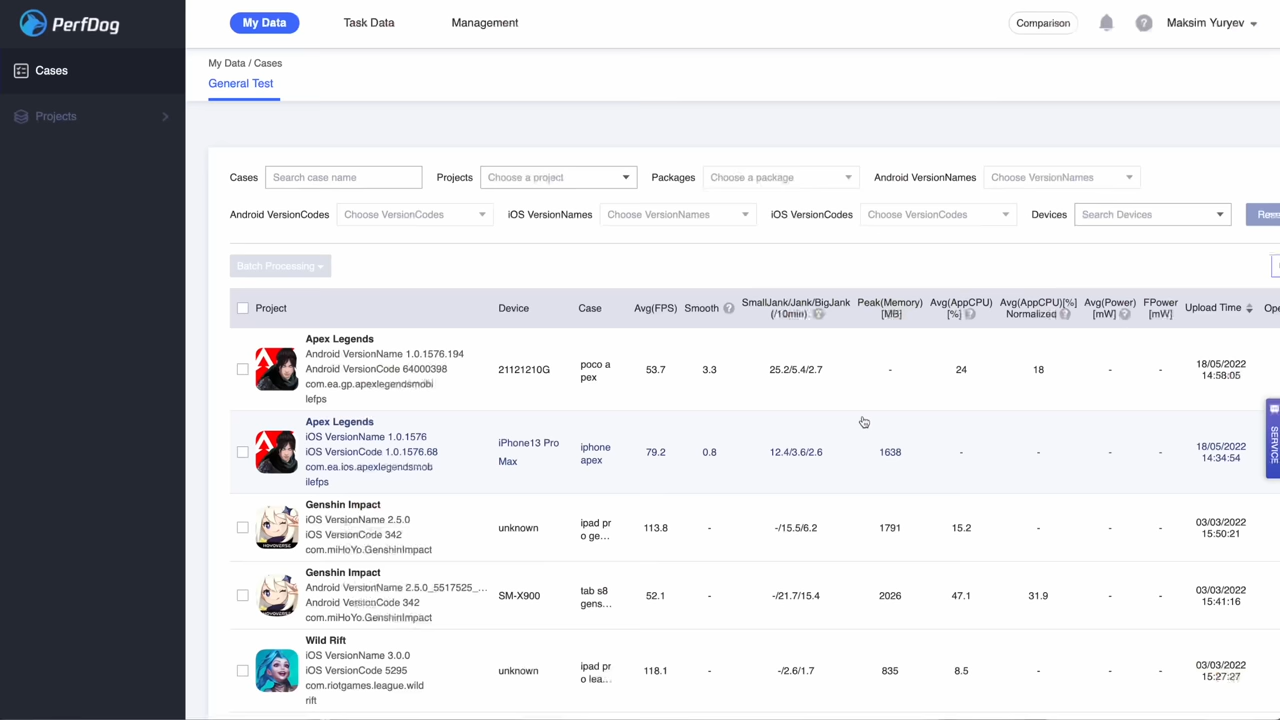 PerfDog
My Data
Task Data
Management
Comparison
?
Maksim Yuryev
Cases
Projects
My Data / Cases
General Test
Cases
Search case name
Projects
Choose a project
Packages
Choose a package
Android VersionNames
Choose VersionNames
Android VersionCodes
Choose VersionCodes
iOS VersionNames
Choose VersionNames
iOS VersionCodes
Choose VersionCodes
Devices
Search Devices
Batch Processing
Project
Device
Case
Avg(FPS)
Smooth ?
SmallJank/Jank/BigJank
(/10min)
Peak(Memory)
[MB]
Avg(AppCPU)
[%] ?
Avg(AppCPU)[%]
Normalized ?
Avg(Power)
[mW] ?
FPower
[mW]
Upload Time
Apex Legends
Android VersionName 1.0.1576.194
Android VersionCode 64000398
com.ea.gp.apexlegendsmobi
lefps
21121210G
poco a
pex
53.7
3.3
25.2/5.4/2.7
-
24
18
-
-
18/05/2022
14:58:05
Apex Legends
iOS VersionName 1.0.1576
iOS VersionCode 1.0.1576.68
com.ea.ios.apexlegendsmob
ilefps
iPhone13 Pro
Max
iphone
apex
79.2
0.8
12.4/3.6/2.6
1638
-
-
-
-
18/05/2022
14:34:54
SERVICE
Genshin Impact
iOS VersionName 2.5.0
iOS VersionCode 342
com.miHoYo.GenshinImpact
HOYOVERSE
unknown
ipad pr
o ge...
113.8
-
-/15.5/6.2
1791
15.2
-
-
-
03/03/2022
15:50:21
Genshin Impact
Android VersionName 2.5.0_5517525_...
Android VersionCode 342
com.miHoYo.GenshinImpact
SM-X900
tab s8
gens...
52.1
-
-/21.7/15.4
2026
47.1
31.9
-
-
03/03/2022
15:41:16
Wild Rift
iOS VersionName 3.0.0
iOS VersionCode 5295
com.riotgames.league.wild
rift
unknown
ipad pr
o lea...
118.1
-
-/2.6/1.7
835
8.5
-
-
-
03/03/2022
15:27:27